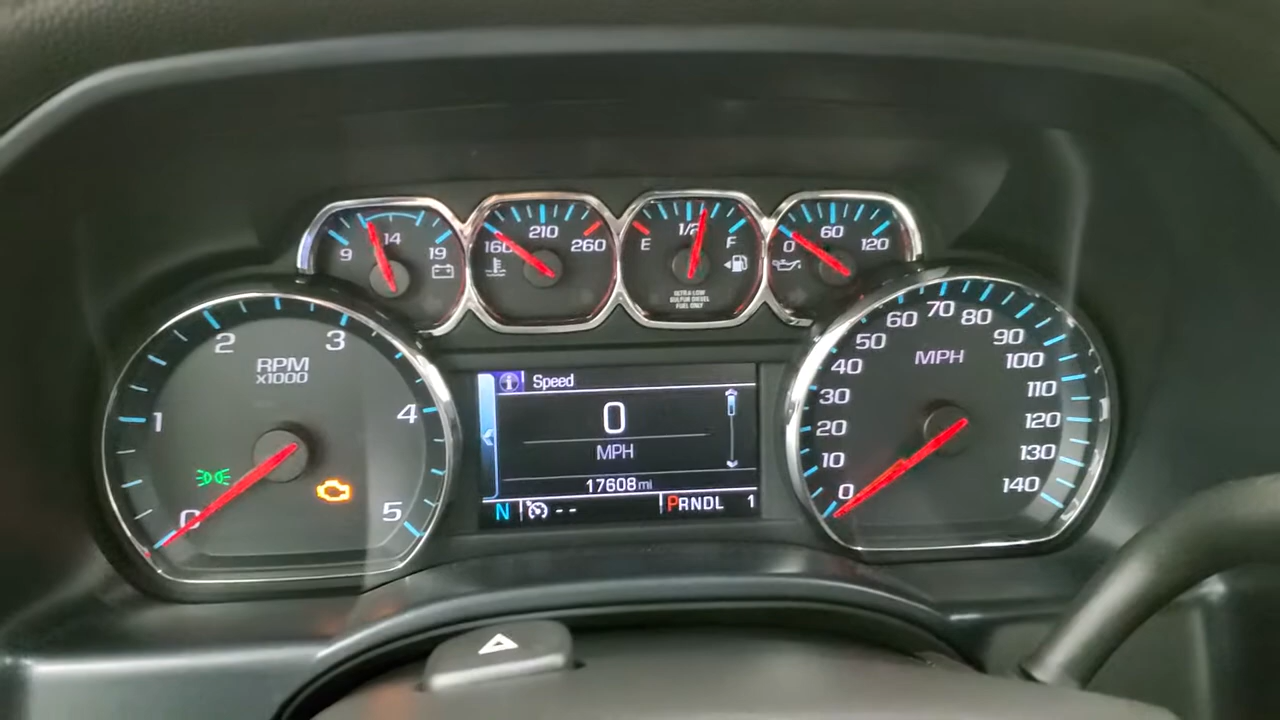 14
9 19
210
160 260
1/2
E F
ULTRA-LOW
SULFUR DIESEL
FUEL ONLY
60
0 120
RPM
x1000
0
1
2
3
4
5
Speed
0
MPH
17608 mi
N -- PRNDL 1
MPH
0
10
20
30
40
50
60
70
80
90
100
110
120
130
140